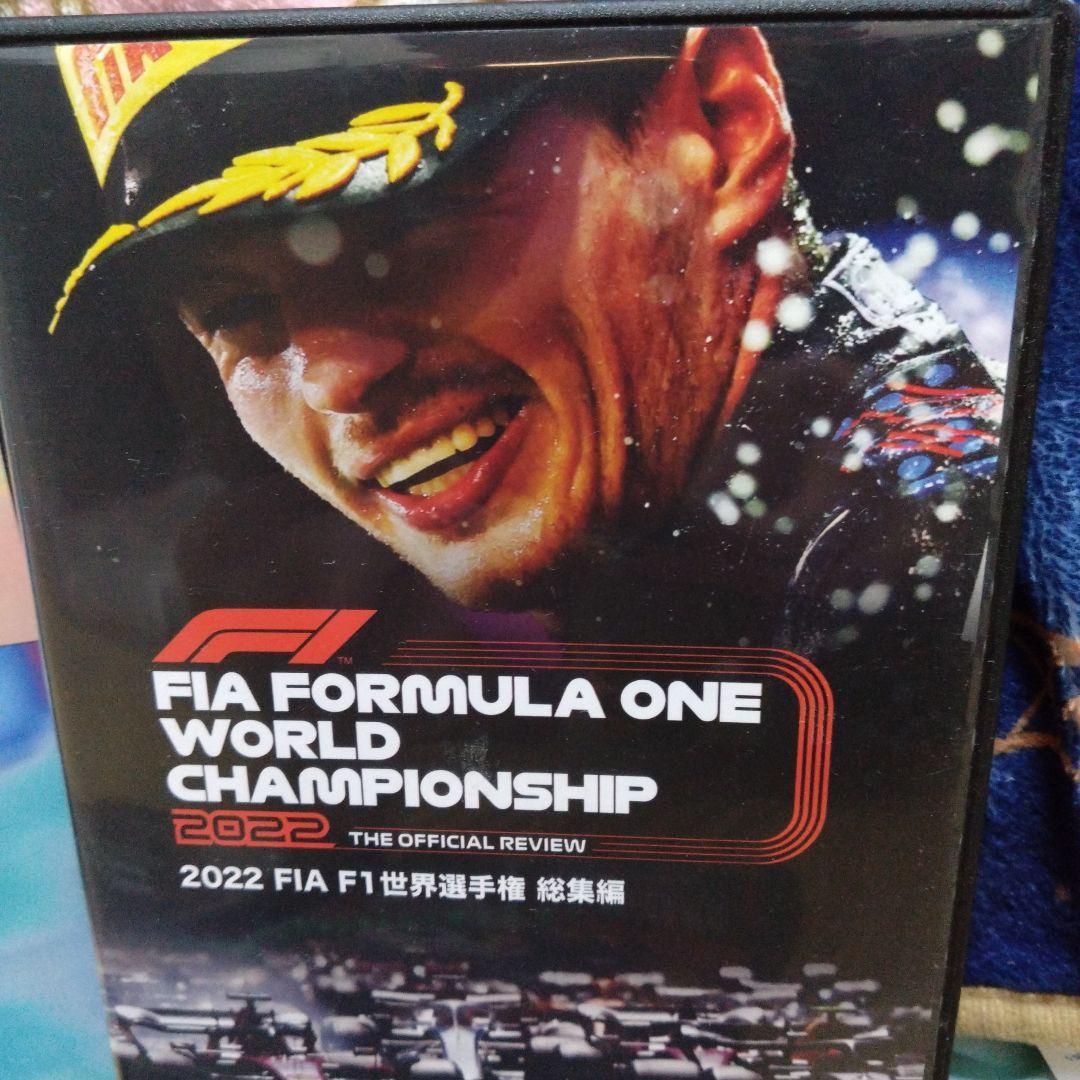 F1
TM
FIA FORMULA ONE
WORLD
CHAMPIONSHIP
2022 THE OFFICIAL REVIEW
2022 FIA F1世界選手権 総集編